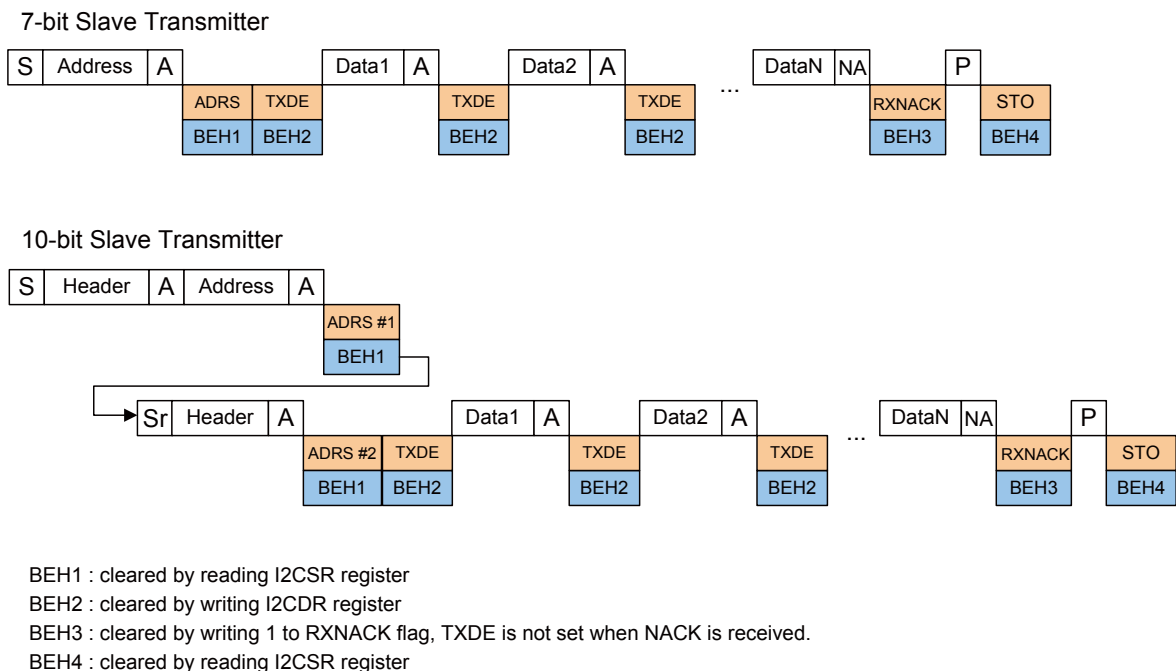 7-bit Slave Transmitter
S Address A Data1 A Data2 A ... DataN NA P
ADRS TXDE TXDE TXDE RXNACK STO
BEH1 BEH2 BEH2 BEH2 BEH3 BEH4
10-bit Slave Transmitter
S Header A Address A
ADRS #1
BEH1
Sr Header A Data1 A Data2 A ... DataN NA P
ADRS #2 TXDE TXDE TXDE RXNACK STO
BEH1 BEH2 BEH2 BEH2 BEH3 BEH4
BEH1 : cleared by reading I2CSR register
BEH2 : cleared by writing I2CDR register
BEH3 : cleared by writing 1 to RXNACK flag, TXDE is not set when NACK is received.
BEH4 : cleared by reading I2CSR register